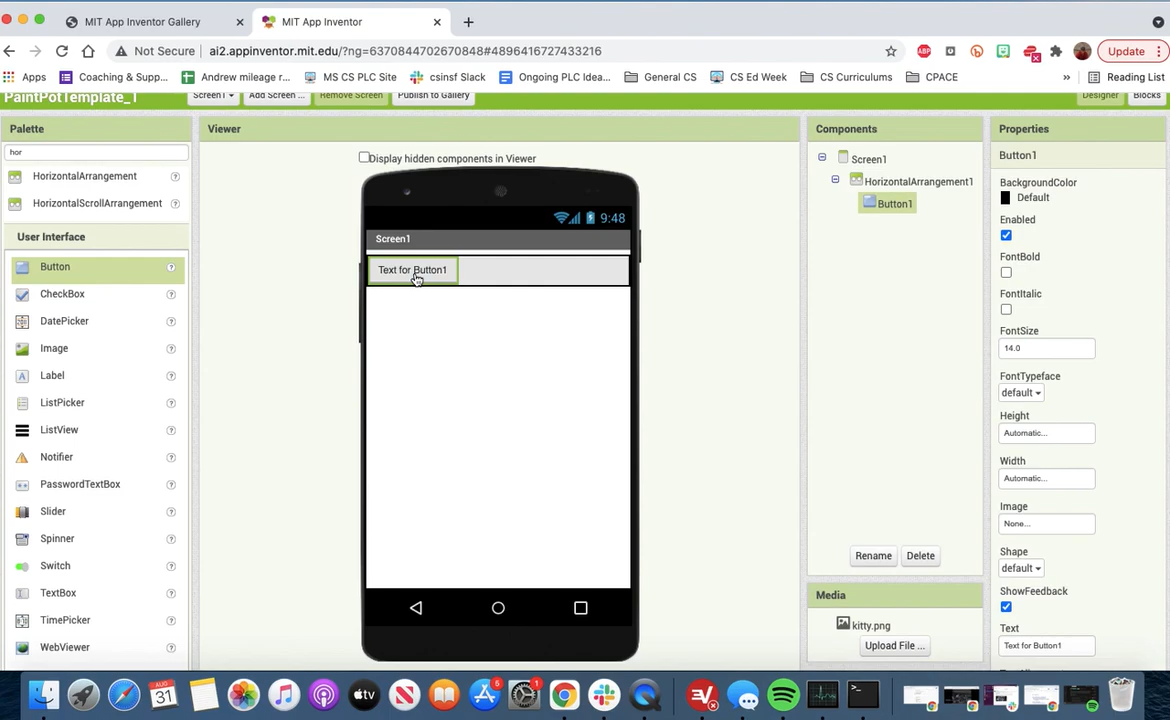 MIT App Inventor Gallery
MIT App Inventor
Not Secure ai2.appinventor.mit.edu/?ng=6370844702670848#4896416727433216
ABP
Update
Apps
Coaching & Supp...
Andrew mileage r...
MS CS PLC Site
csinsf Slack
Ongoing PLC Idea...
General CS
CS Ed Week
CS Curriculums
CPACE
Reading List
PaintPotTemplate_1
Screen1
Add Screen ...
Remove Screen
Publish to Gallery
Designer
Blocks
Palette
hor
HorizontalArrangement
HorizontalScrollArrangement
User Interface
Button
CheckBox
DatePicker
Image
Label
ListPicker
ListView
Notifier
PasswordTextBox
Slider
Spinner
Switch
TextBox
TimePicker
WebViewer
Viewer
Display hidden components in Viewer
9:48
Screen1
Text for Button1
Components
Screen1
HorizontalArrangement1
Button1
Rename
Delete
Media
kitty.png
Upload File ...
Properties
Button1
BackgroundColor
Default
Enabled
FontBold
FontItalic
FontSize
14.0
FontTypeface
default
Height
Automatic...
Width
Automatic...
Image
None...
Shape
default
ShowFeedback
Text
Text for Button1
AUG
31
tv